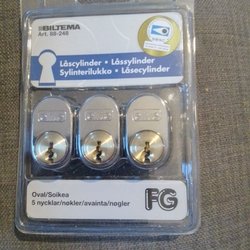 BILTEMA
Art. 88-248
Låscylinder • Låssylinder
Sylinterilukko • Låsecylinder
Oval/Soikea
5 nycklar/nøkler/avainta/nøgler
FG